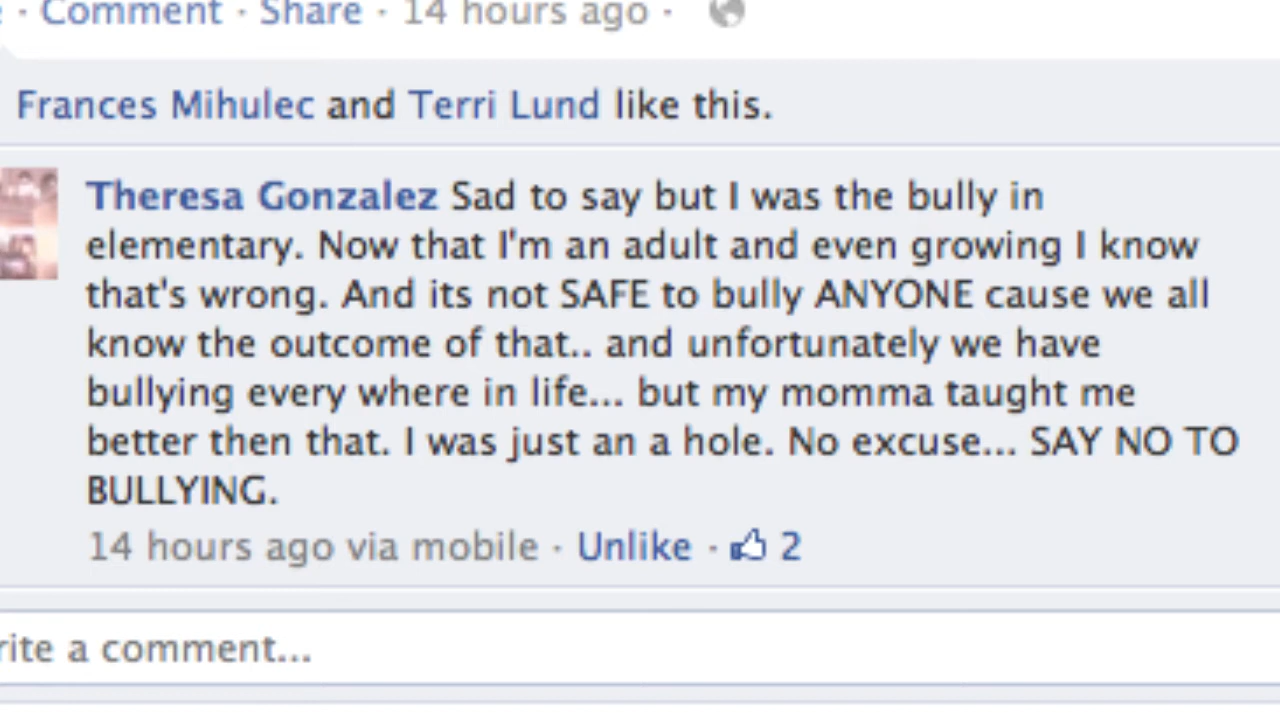 · Comment · Share · 14 hours ago ·
Frances Mihulec and Terri Lund like this.
Theresa Gonzalez Sad to say but I was the bully in
elementary. Now that I'm an adult and even growing I know
that's wrong. And its not SAFE to bully ANYONE cause we all
know the outcome of that.. and unfortunately we have
bullying every where in life... but my momma taught me
better then that. I was just an a hole. No excuse... SAY NO TO
BULLYING.
14 hours ago via mobile · Unlike · 2
rite a comment...